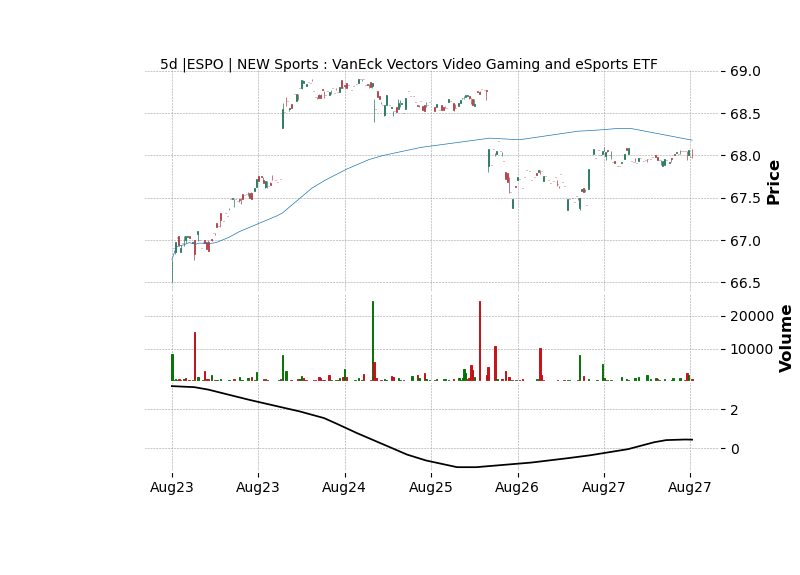 5d |ESPO | NEW Sports : VanEck Vectors Video Gaming and eSports ETF
69.0
68.5
68.0
67.5
67.0
66.5
Price
20000
10000
Volume
2
0
Aug23 Aug23 Aug24 Aug25 Aug26 Aug27 Aug27